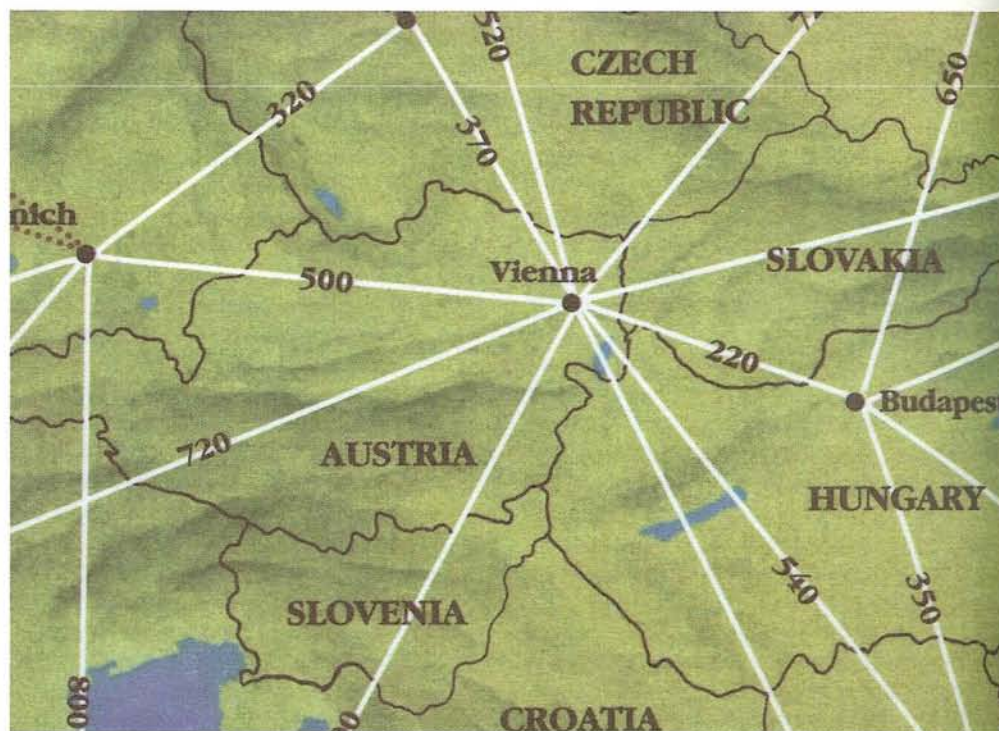 520
CZECH
REPUBLIC
650
320
370
nich
Vienna
SLOVAKIA
500
220
Budapes
720
AUSTRIA
HUNGARY
540
350
SLOVENIA
800
CROATIA